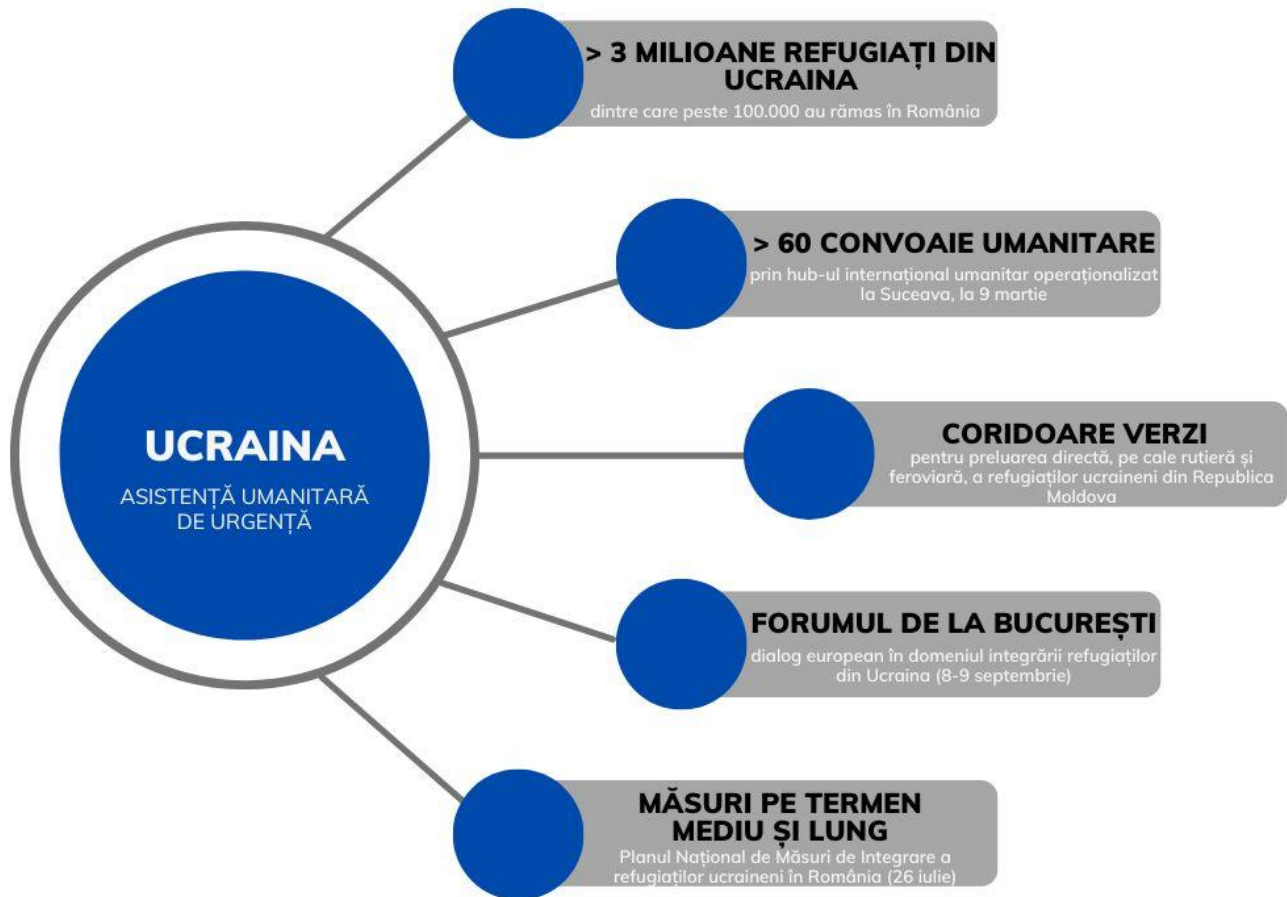 > 3 MILIOANE REFUGIAȚI DIN
UCRAINA
dintre care peste 100.000 au rămas în România
> 60 CONVOAIE UMANITARE
prin hub-ul internațional umanitar operaționalizat
la Suceava, la 9 martie
UCRAINA
ASISTENȚĂ UMANITARĂ
DE URGENȚĂ
CORIDOARE VERZI
pentru preluarea directă, pe cale rutieră și
feroviară, a refugiaților ucraineni din Republica
Moldova
FORUMUL DE LA BUCUREȘTI
dialog european în domeniul integrării refugiaților
din Ucraina (8-9 septembrie)
MĂSURI PE TERMEN
MEDIU ȘI LUNG
Planul Național de Măsuri de Integrare a
refugiaților ucraineni în România (26 iulie)